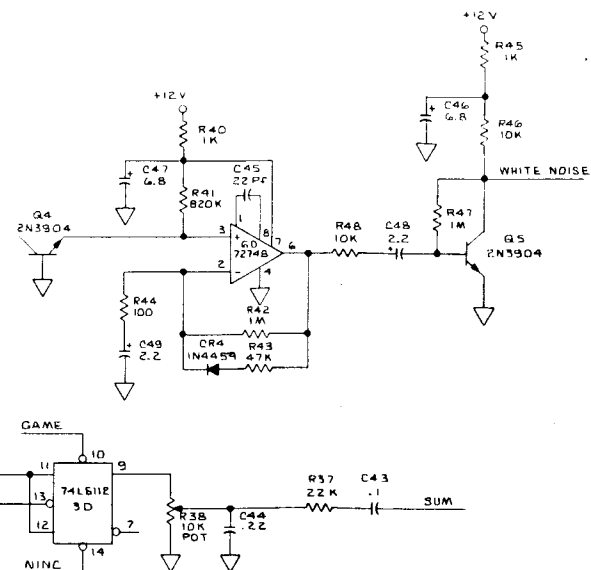 +12V
R45
1K
C46
6.8
R46
10K
WHITE NOISE
+12V
R40
1K
C47
6.8
C45
22 PF
R41
820K
Q4
2N3904
3
+
1
8
7
6D
72748
6
2
-
4
R48
10K
C48
2.2
R47
1M
Q5
2N3904
R44
100
R42
1M
CR4
1N4459
R43
47K
C49
2.2
GAME
10
11
9
74LS112
3D
13
12
7
14
NINC
R38
10K
POT
C44
.22
R37
22K
C43
.1
SUM